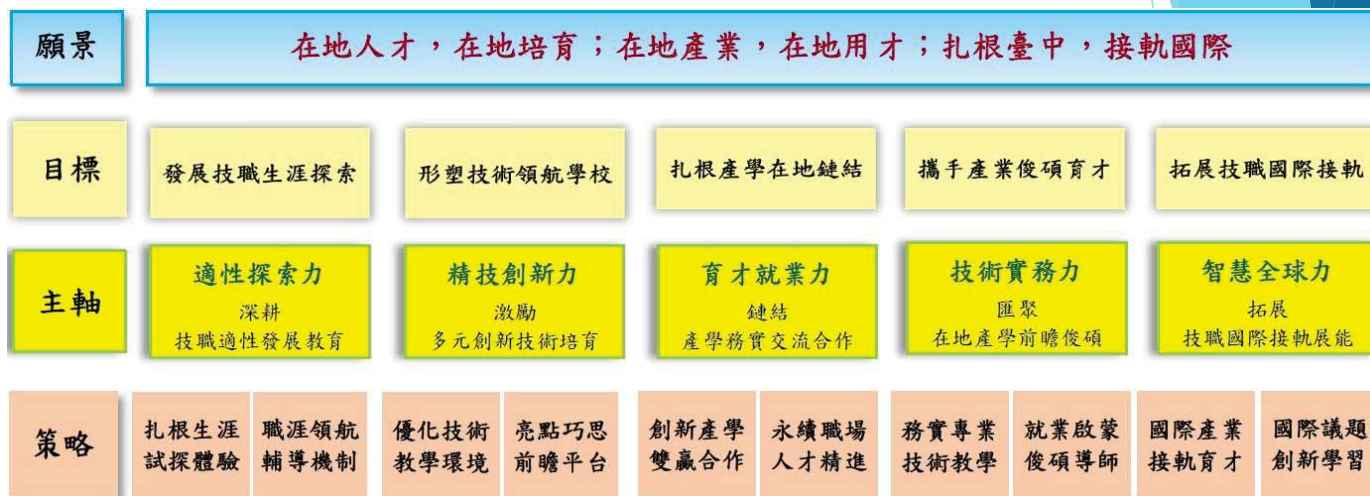 願景
在地人才，在地培育；在地產業，在地用才；扎根臺中，接軌國際
目標
發展技職生涯探索
形塑技術領航學校
扎根產學在地鏈結
攜手產業俊碩育才
拓展技職國際接軌
主軸
適性探索力
深耕
技職適性發展教育
精技創新力
激勵
多元創新技術培育
育才就業力
鏈結
產學務實交流合作
技術實務力
匯聚
在地產學前瞻俊碩
智慧全球力
拓展
技職國際接軌展能
策略
扎根生涯
試探體驗
職涯領航
輔導機制
優化技術
教學環境
亮點巧思
前瞻平台
創新產學
雙贏合作
永續職場
人才精進
務實專業
技術教學
就業啟蒙
俊碩導師
國際產業
接軌育才
國際議題
創新學習